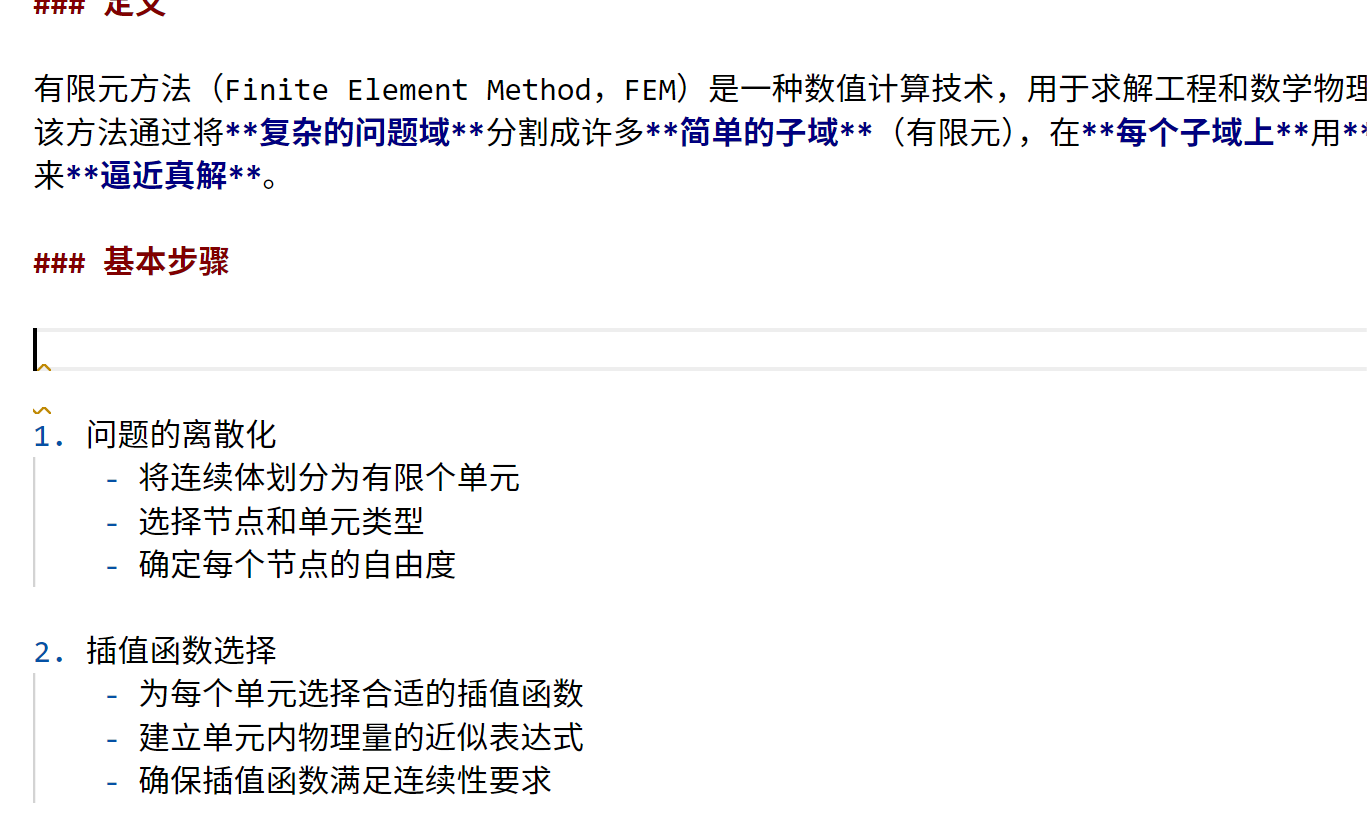 ### 定义
有限元方法（Finite Element Method，FEM）是一种数值计算技术，用于求解工程和数学物理
该方法通过将**复杂的问题域**分割成许多**简单的子域**（有限元），在**每个子域上**用**
来**逼近真解**。
### 基本步骤
1. 问题的离散化
- 将连续体划分为有限个单元
- 选择节点和单元类型
- 确定每个节点的自由度
2. 插值函数选择
- 为每个单元选择合适的插值函数
- 建立单元内物理量的近似表达式
- 确保插值函数满足连续性要求